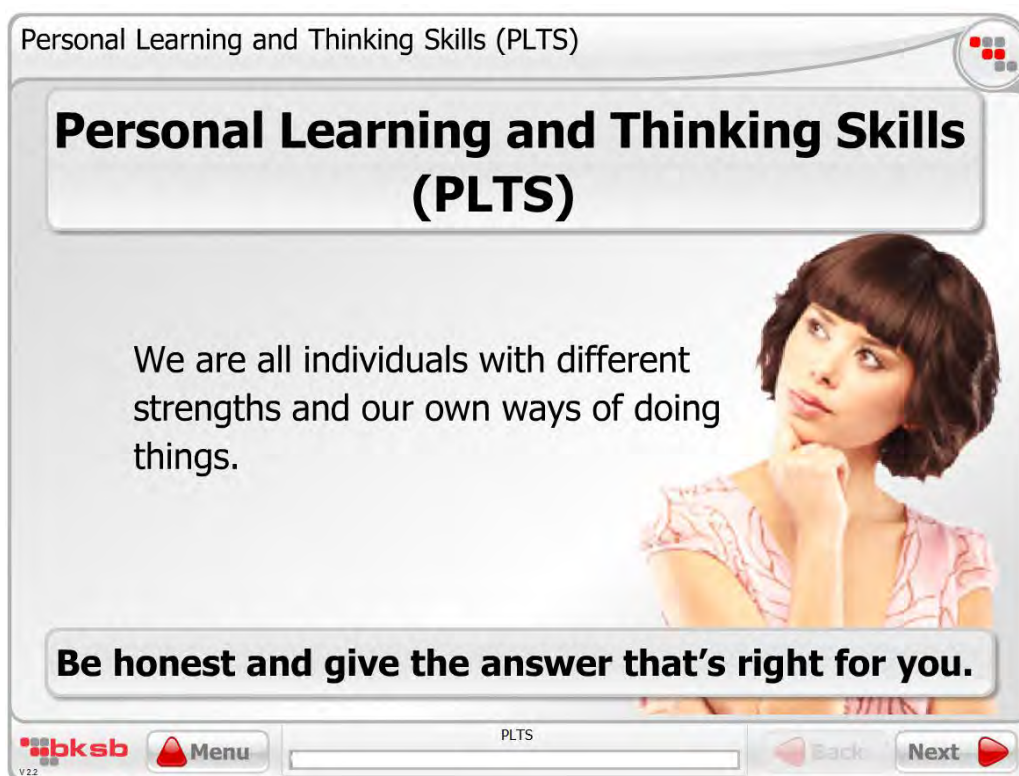 Personal Learning and Thinking Skills (PLTS)
Personal Learning and Thinking Skills
(PLTS)
We are all individuals with different
strengths and our own ways of doing
things.
Be honest and give the answer that's right for you.
PLTS
bksb
Menu
Back
Next
V 2.2